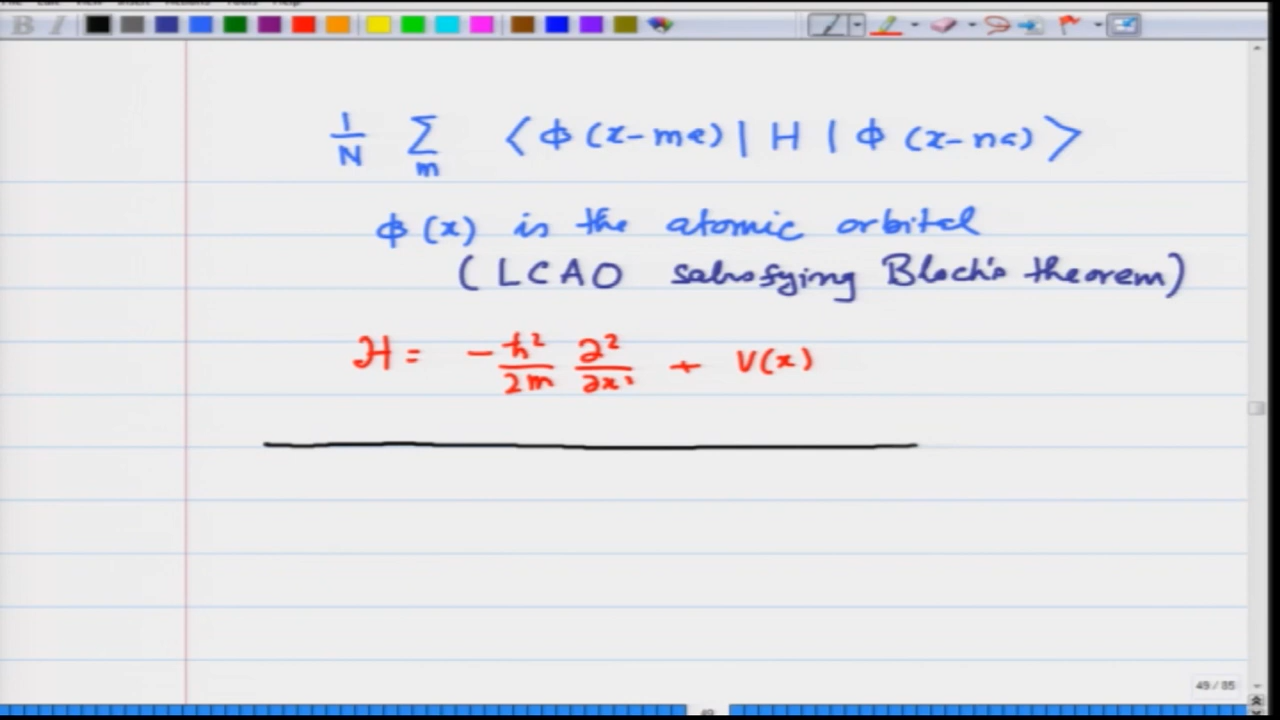 B I
1/N Σ_m ⟨ϕ(x-ma)|H|ϕ(x-na)⟩
ϕ(x) is the atomic orbital
(LCAO satisfying Bloch's theorem)
H = -ħ²/2m ∂²/∂x² + V(x)
49 / 85